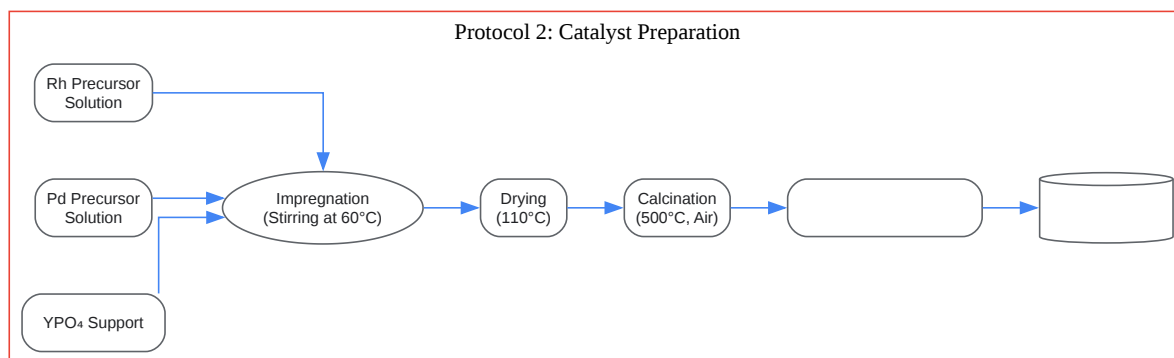 Protocol 2: Catalyst Preparation
Rh Precursor
Solution
Pd Precursor
Solution
Impregnation
(Stirring at 60°C)
Drying
(110°C)
Calcination
(500°C, Air)
YPO₄ Support